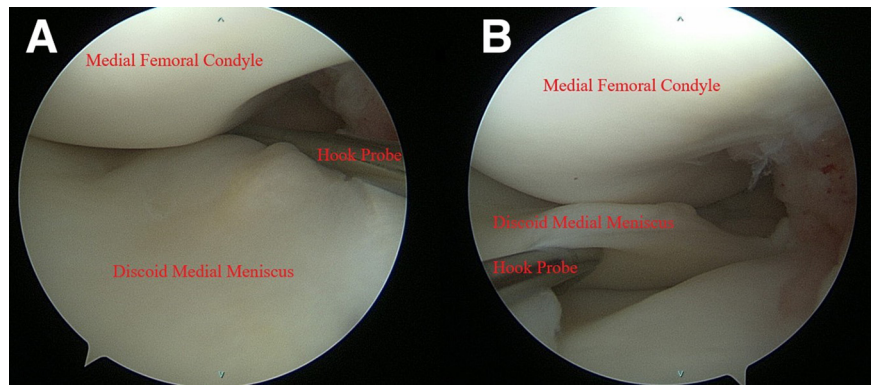 A
Medial Femoral Condyle
Hook Probe
Discoid Medial Meniscus
B
Medial Femoral Condyle
Discoid Medial Meniscus
Hook Probe